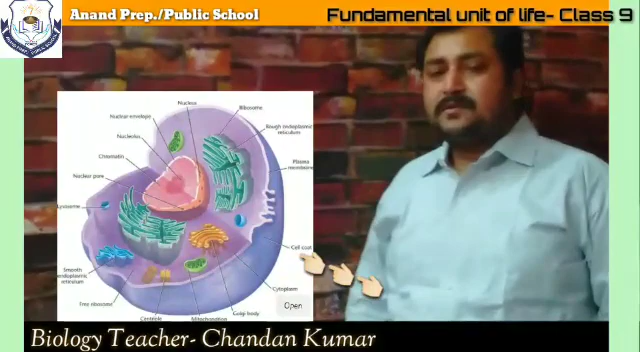 Anand Prep./Public School
Fundamental unit of life- Class 9
Nucleus
Ribosome
Nuclear envelope
Rough endoplasmic
reticulum
Nucleolus
Chromatin
Plasma
membrane
Nuclear pore
Lysosome
Cell coat
Smooth
endoplasmic
reticulum
Cytoplasm
Free ribosome
Open
Golgi body
Centriole
Mitochondrion
Biology Teacher- Chandan Kumar